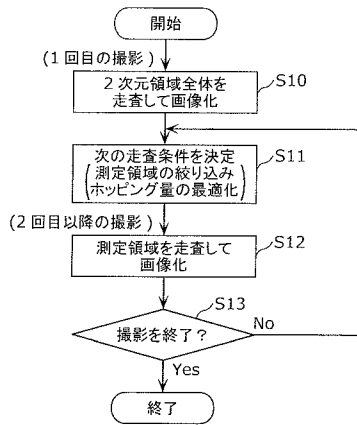 開始
(1回目の撮影)
2次元領域全体を
走査して画像化
S10
次の走査条件を決定
(測定領域の絞り込み
ホッピング量の最適化)
S11
(2回目以降の撮影)
測定領域を走査して
画像化
S12
S13
撮影を終了?
No
Yes
終了